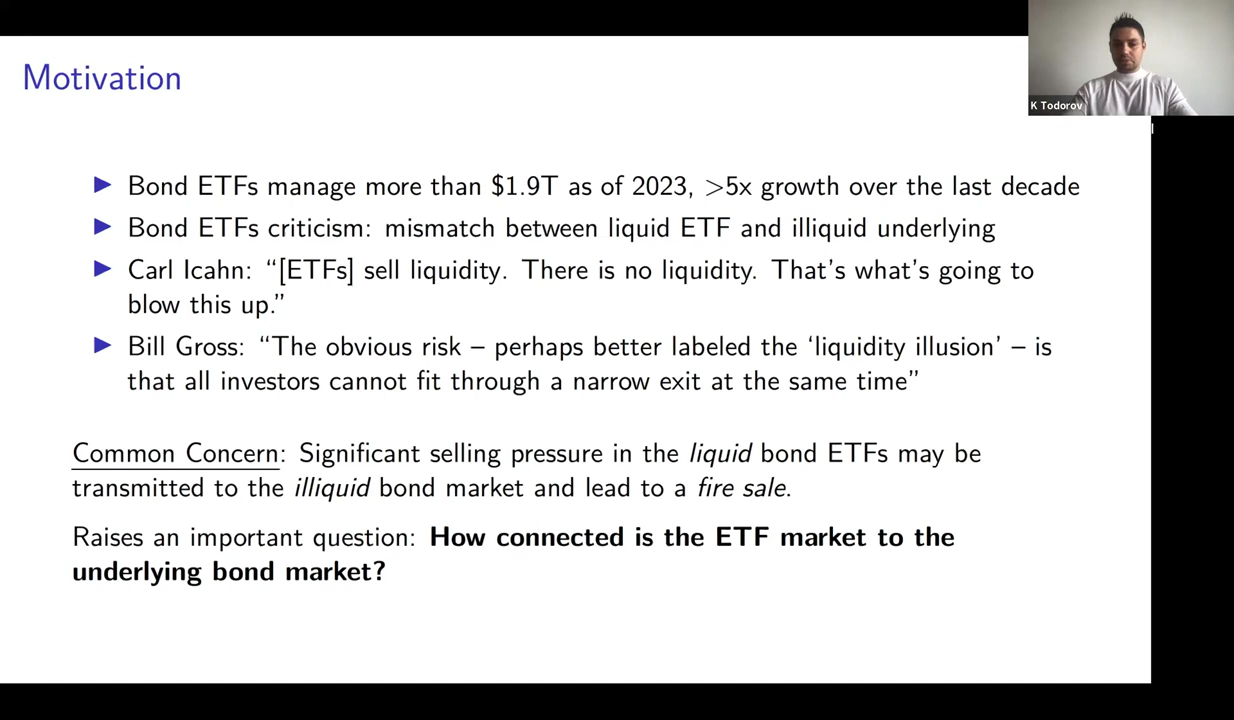 Motivation
K Todorov
▶ Bond ETFs manage more than $1.9T as of 2023, >5x growth over the last decade
▶ Bond ETFs criticism: mismatch between liquid ETF and illiquid underlying
▶ Carl Icahn: “[ETFs] sell liquidity. There is no liquidity. That’s what’s going to
blow this up.”
▶ Bill Gross: “The obvious risk – perhaps better labeled the ‘liquidity illusion’ – is
that all investors cannot fit through a narrow exit at the same time”
Common Concern: Significant selling pressure in the liquid bond ETFs may be
transmitted to the illiquid bond market and lead to a fire sale.
Raises an important question: How connected is the ETF market to the
underlying bond market?